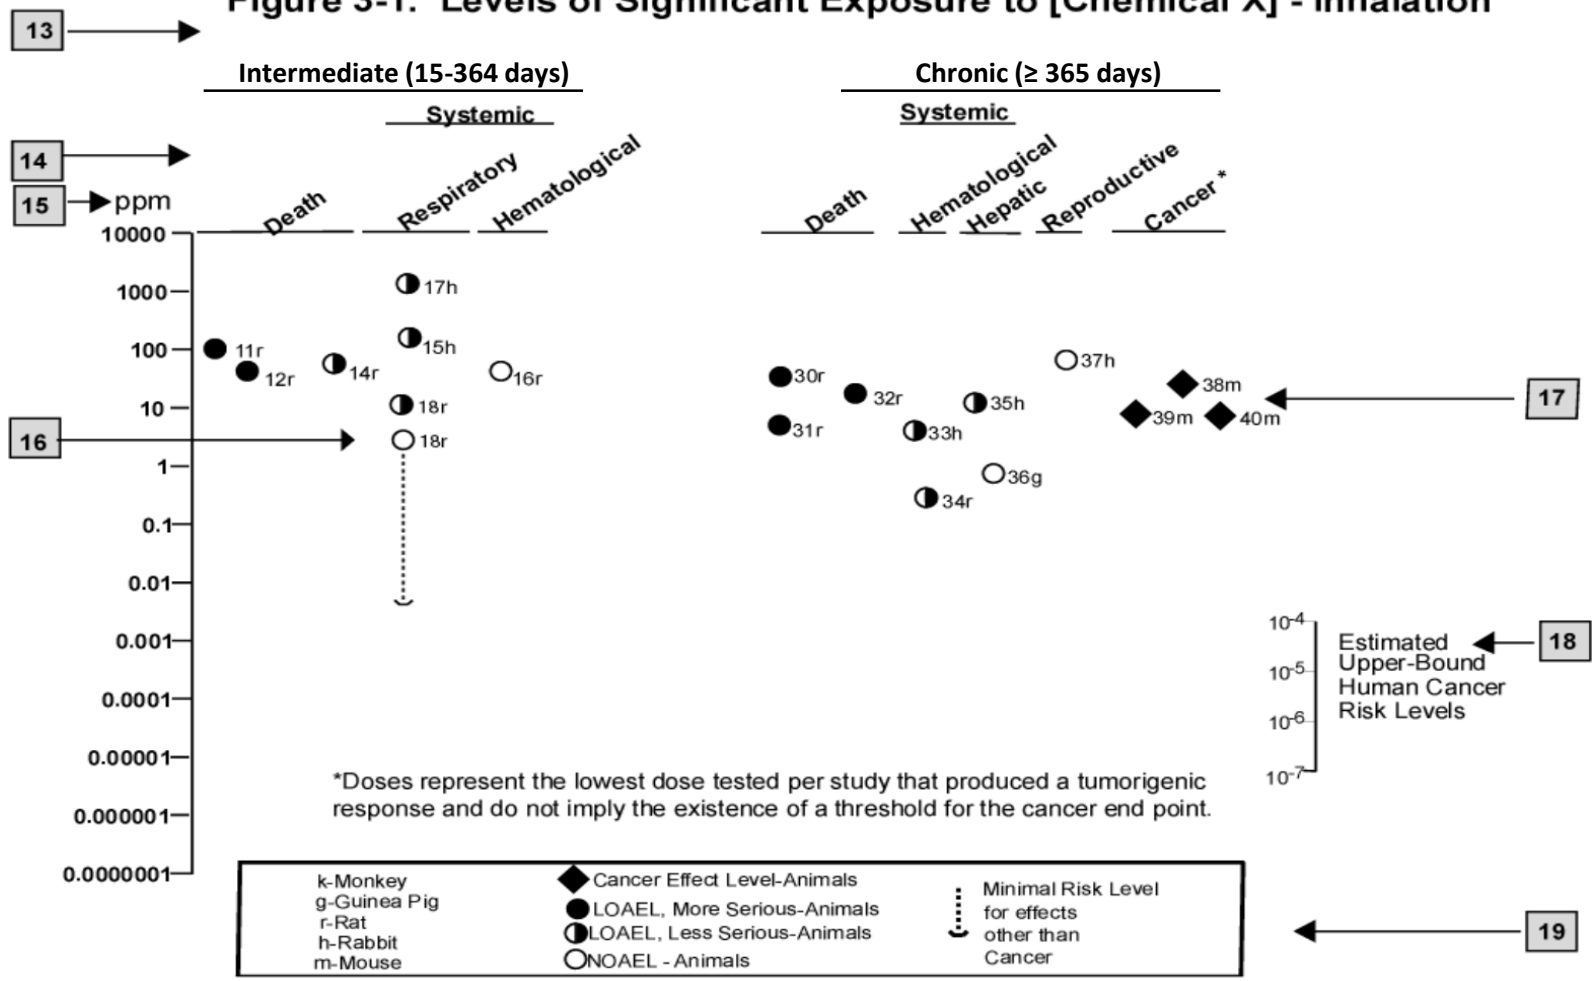 Figure 3-1. Levels of Significant Exposure to [Chemical X] - Inhalation
13
Intermediate (15-364 days)
Chronic (≥ 365 days)
Systemic
Systemic
14
15
ppm
Death
Respiratory
Hematological
Death
Hematological
Hepatic
Reproductive
Cancer*
10000
1000
17h
100
11r
12r
14r
15h
16r
30r
32r
35h
37h
38m
17
10
18r
31r
33h
39m
40m
16
18r
1
36g
34r
0.1
0.01
0.001
10-4
Estimated
18
10-5
Upper-Bound
Human Cancer
0.0001
10-6
Risk Levels
0.00001
10-7
*Doses represent the lowest dose tested per study that produced a tumorigenic
response and do not imply the existence of a threshold for the cancer end point.
0.000001
0.0000001
k-Monkey
g-Guinea Pig
r-Rat
h-Rabbit
m-Mouse
Cancer Effect Level-Animals
LOAEL, More Serious-Animals
LOAEL, Less Serious-Animals
NOAEL - Animals
Minimal Risk Level
for effects
other than
Cancer
19